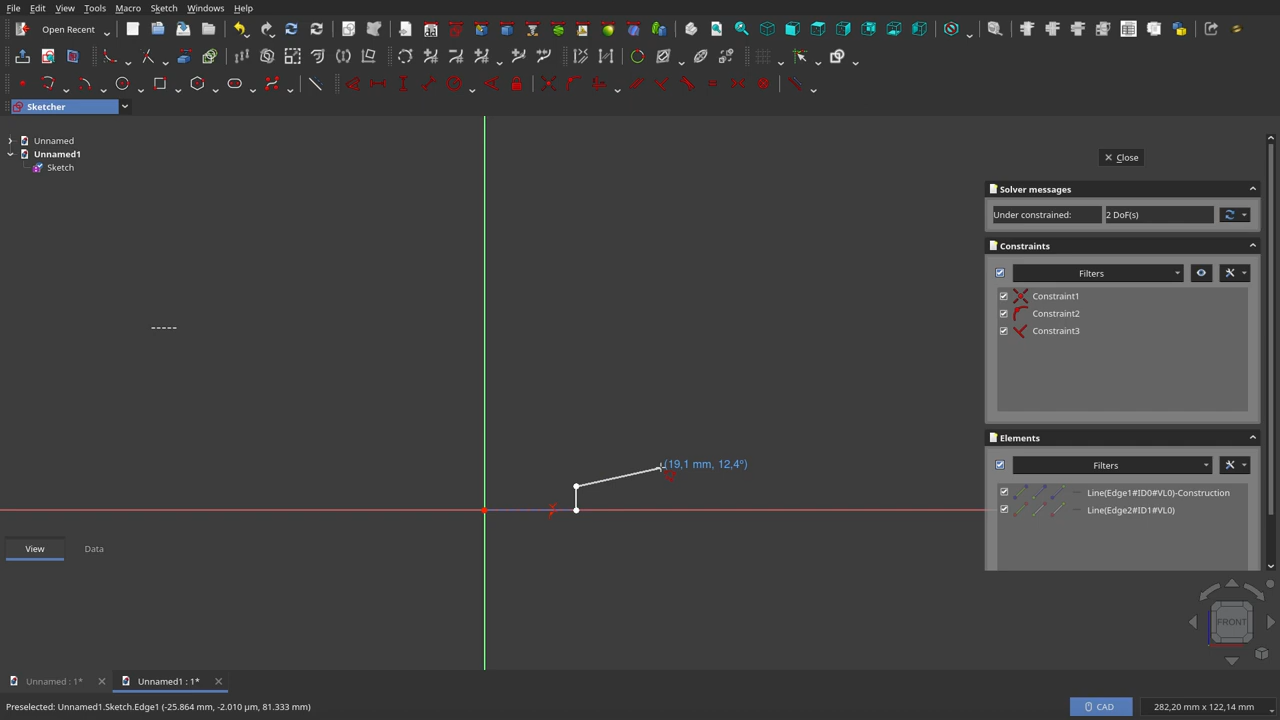 File Edit View Tools Macro Sketch Windows Help
Open Recent
Sketcher
Unnamed
Unnamed1
Sketch
Close
Solver messages
Under constrained: 2 DoF(s)
Constraints
Filters
Constraint1
Constraint2
Constraint3
(19,1 mm, 12,4°)
Elements
Filters
Line(Edge1#ID0#VL0)-Construction
Line(Edge2#ID1#VL0)
View Data
FRONT
Unnamed : 1* Unnamed1 : 1*
Preselected: Unnamed1.Sketch.Edge1 (-25.864 mm, -2.010 µm, 81.333 mm) CAD 282,20 mm x 122,14 mm